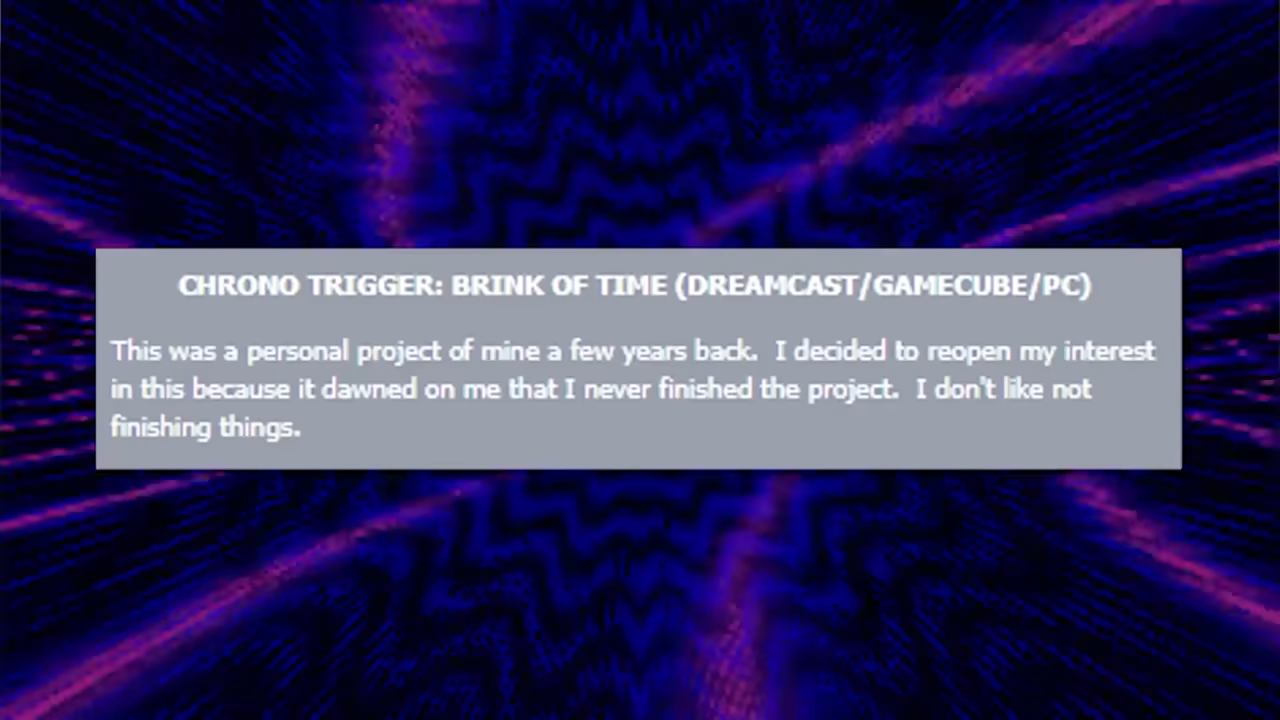 CHRONO TRIGGER: BRINK OF TIME (DREAMCAST/GAMECUBE/PC)
This was a personal project of mine a few years back.  I decided to reopen my interest
in this because it dawned on me that I never finished the project.  I don't like not
finishing things.